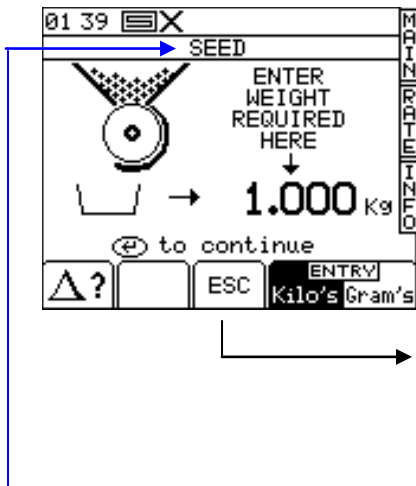 01 39
SEED
ENTER
WEIGHT
REQUIRED
HERE
1.000 Kg
to continue
?
ESC
ENTRY
Kilo's Gram's
MAIN
RATE
INFO